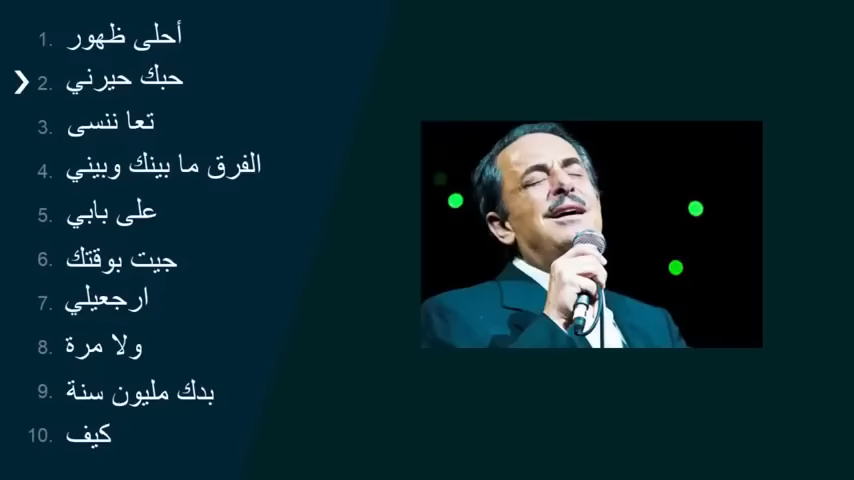 1. أحلى ظهور
2. حبك حيرني
3. تعا ننسى
4. الفرق ما بينك وبيني
5. على بابي
6. جيت بوقتك
7. ارجعيلي
8. ولا مرة
9. بدك مليون سنة
10. كيف